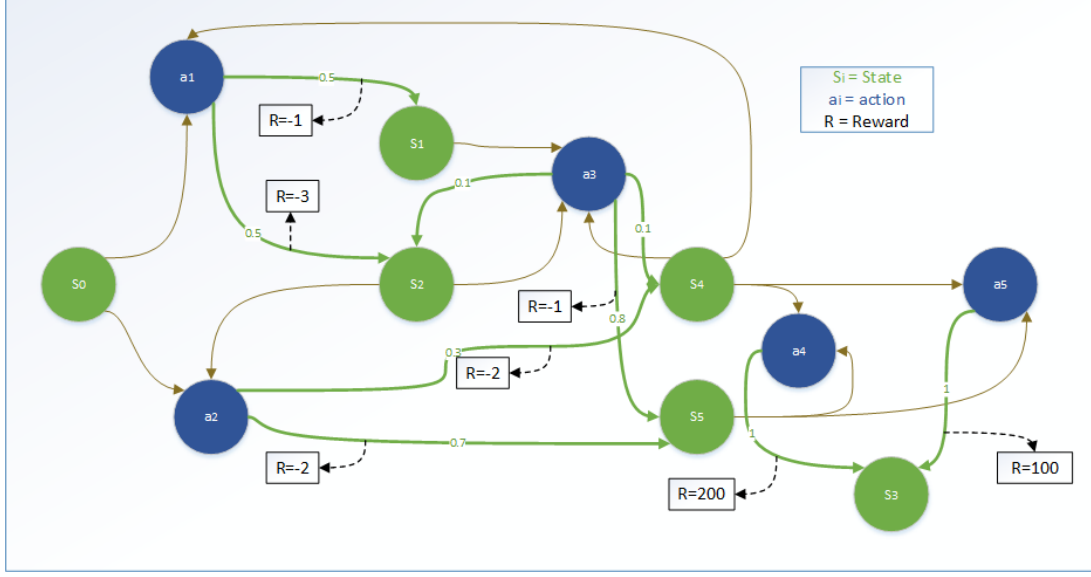 a1
0.5
Si = State
ai = action
R = Reward
R=-1
S1
a3
0.1
R=-3
0.5
0.1
S0
S2
S4
a5
R=-1
0.8
a4
0.3
R=-2
1
a2
S5
1
0.7
R=-2
R=100
R=200
S3